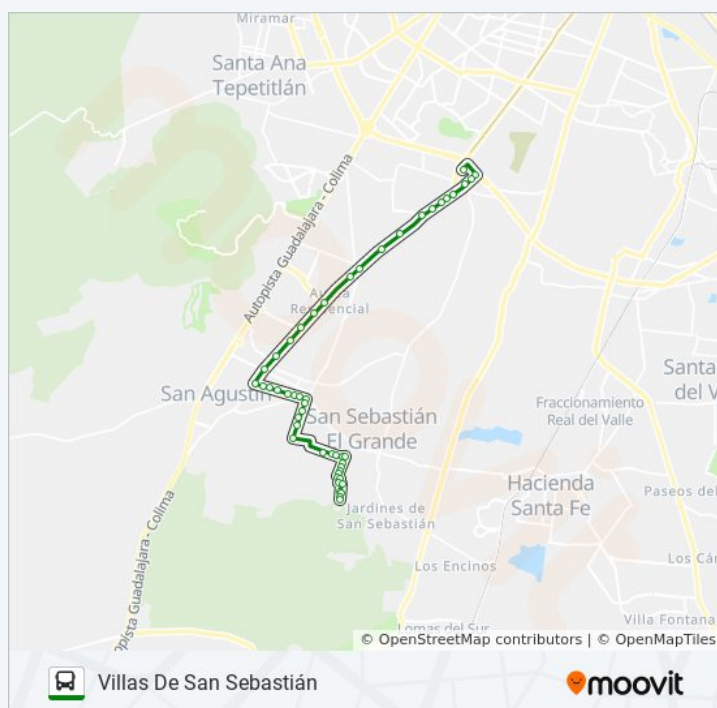 Miramar
Santa Ana
Tepetitlán
Autopista Guadalajara - Colima
Residencial
San Agustín
San Sebastián
El Grande
Santa
del V
Fraccionamiento
Real del Valle
Hacienda
Santa Fe
Paseos del
Jardines de
San Sebastián
Autopista Guadalajara - Colima
Los Encinos
Los Cár
Villa Fontana
Lomas del Sur
© OpenStreetMap contributors | © OpenMapTiles
Villas De San Sebastián
moovit